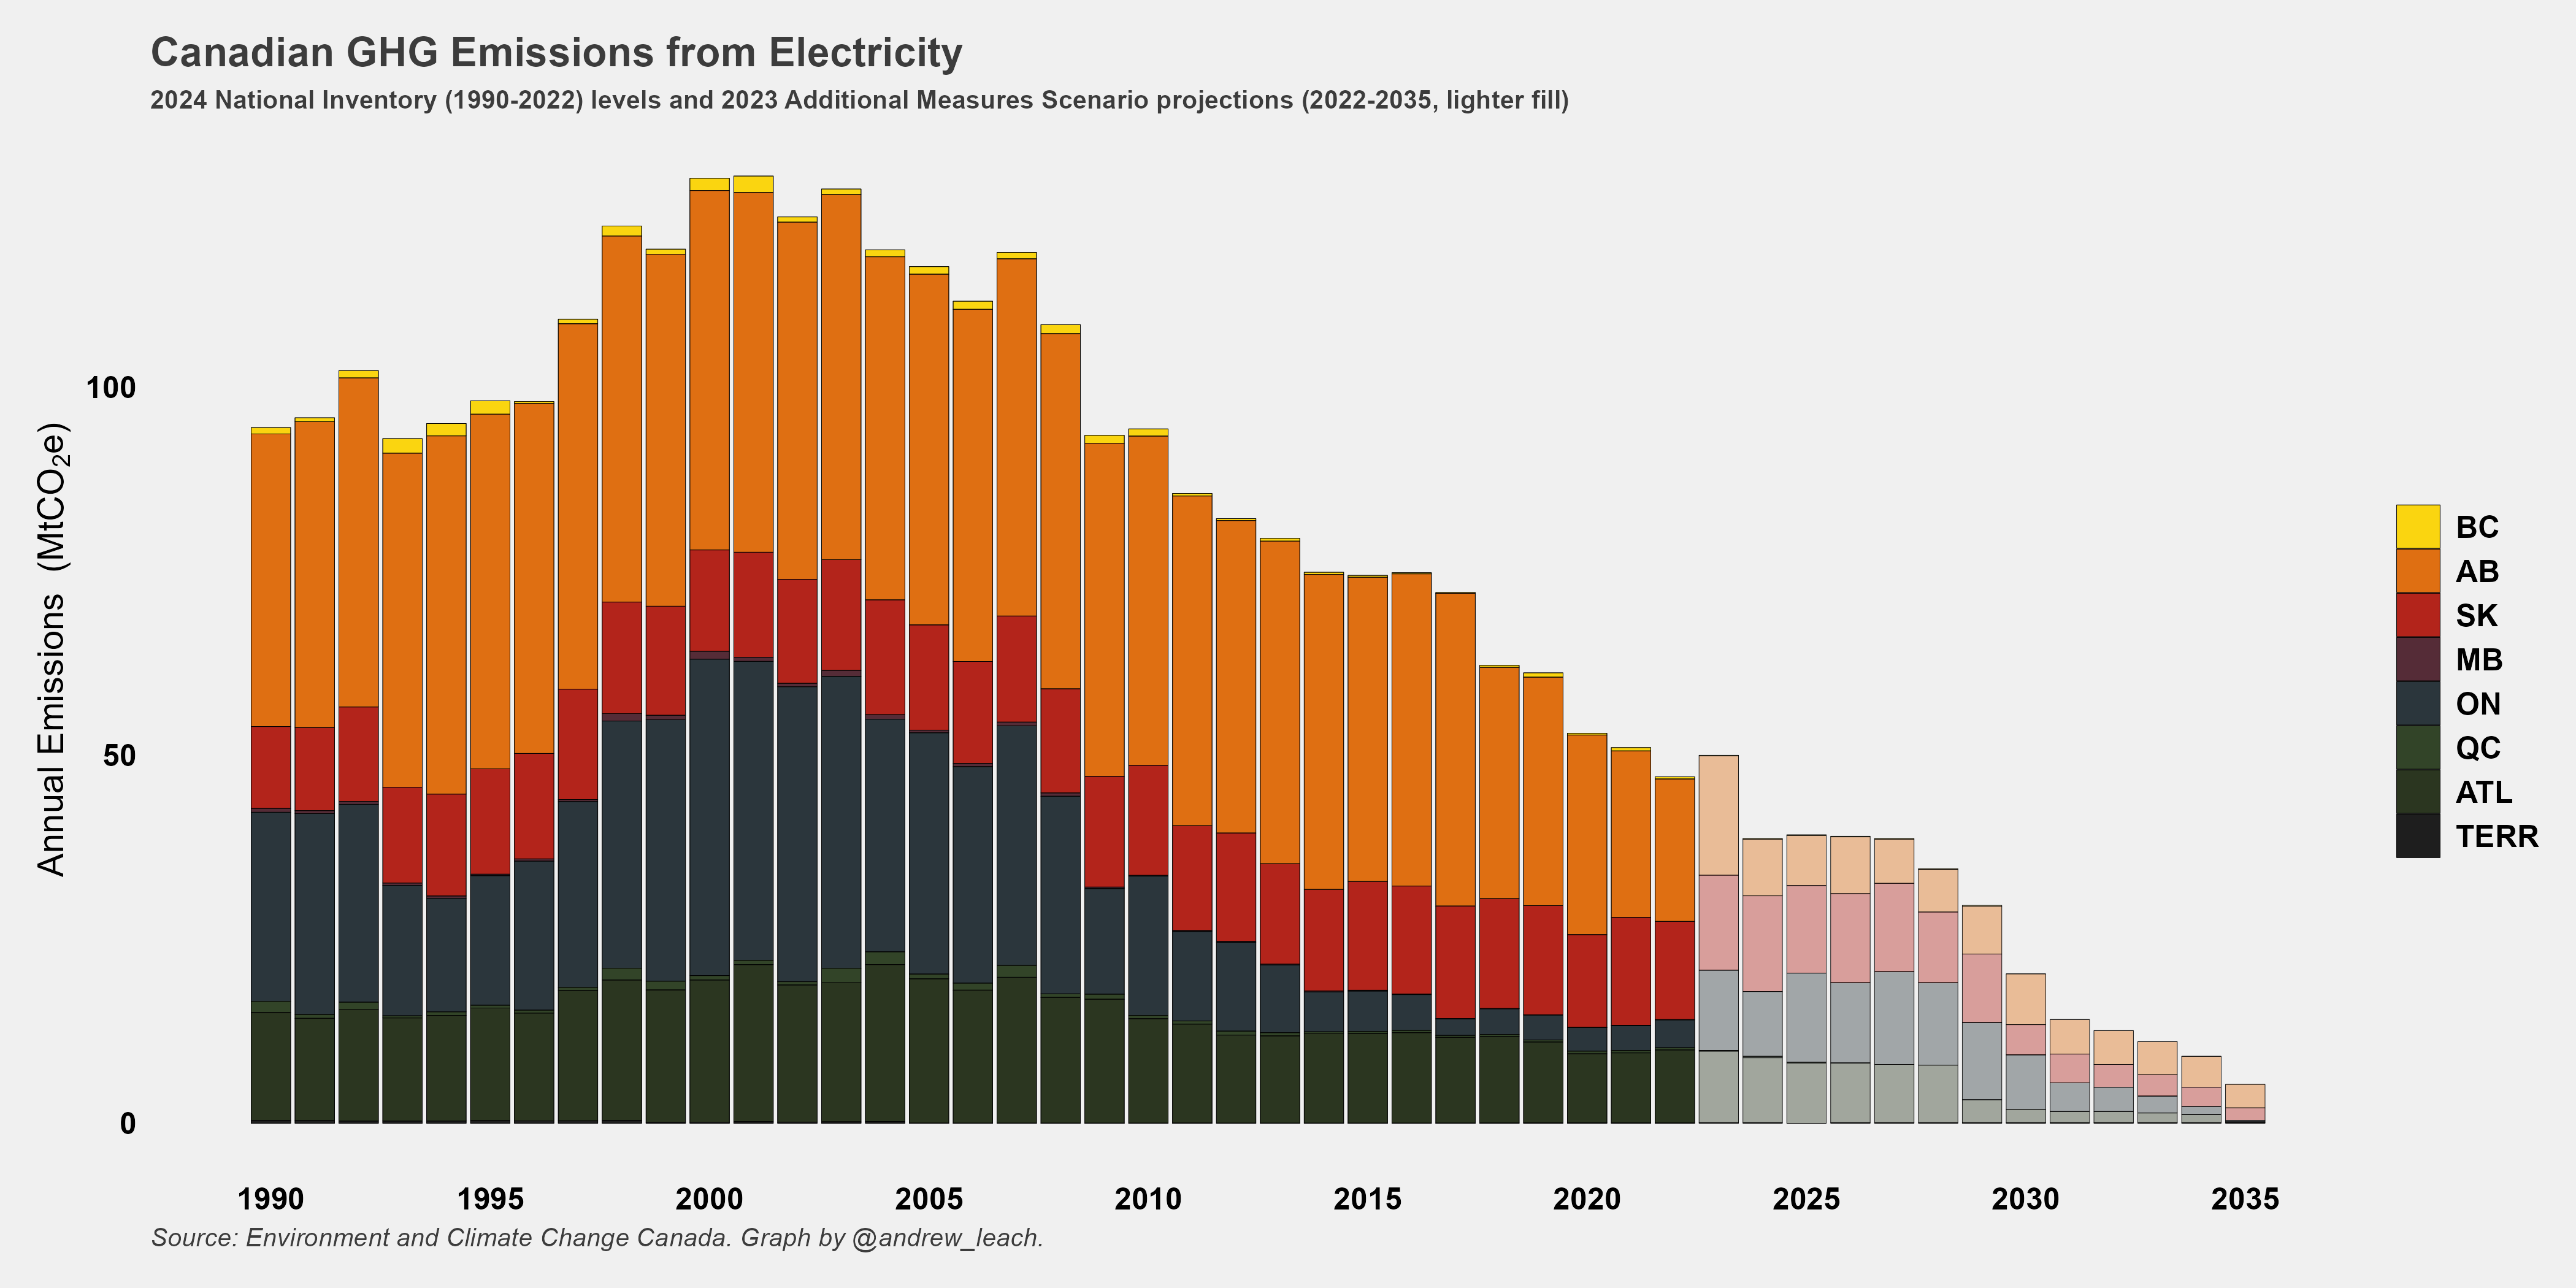 Canadian GHG Emissions from Electricity
2024 National Inventory (1990-2022) levels and 2023 Additional Measures Scenario projections (2022-2035, lighter fill)
Annual Emissions (MtCO₂e)
100
50
0
BC
AB
SK
MB
ON
QC
ATL
TERR
1990 1995 2000 2005 2010 2015 2020 2025 2030 2035
Source: Environment and Climate Change Canada. Graph by @andrew_leach.